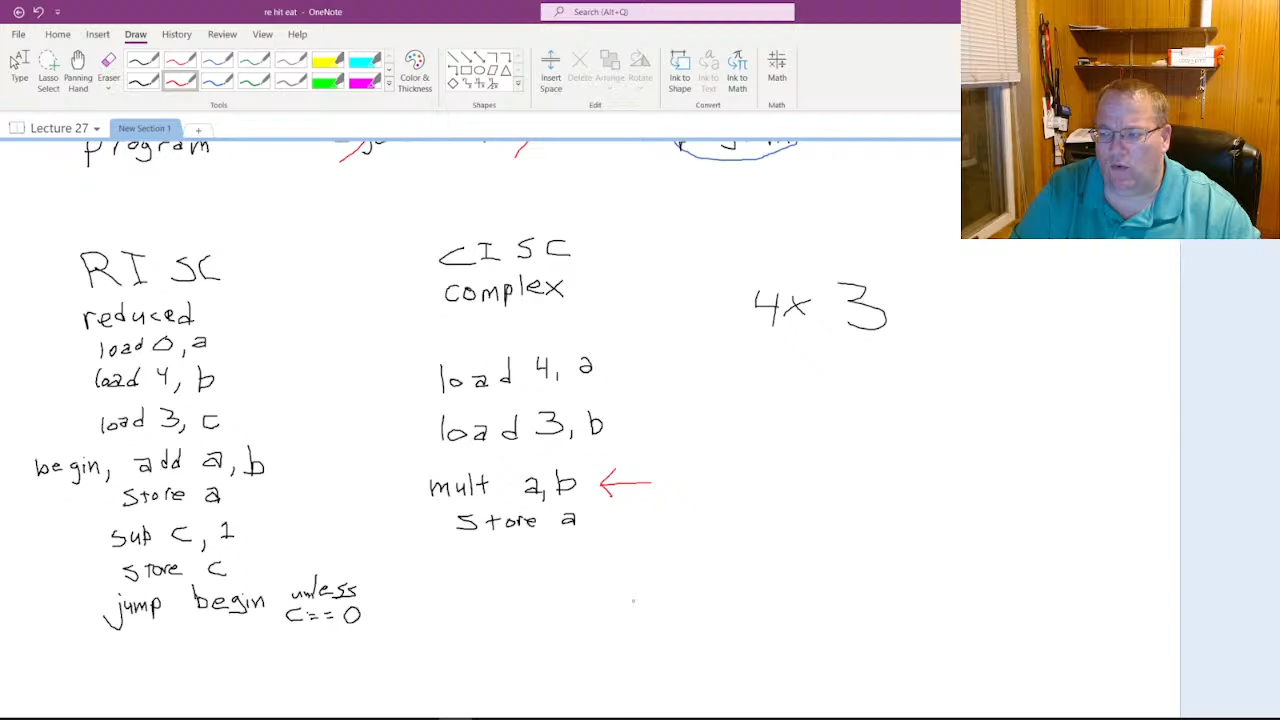 re hit eat - OneNote
Search (Alt+Q)
File Home Insert Draw History Review View Help
Type
Lasso Select
Panning Hand
Eraser
Color & Thickness
Insert Space
Delete
Arrange
Rotate
Ink to Shape
Ink to Text
Ink to Math
Math
Tools
Shapes
Edit
Convert
Math
Lecture 27
New Section 1
+
program
RISC
reduced
load 0, a
load 4, b
load 3, c
begin, add a, b
store a
sub c, 1
store c
jump begin unless
c == 0
CISC
complex
load 4, a
load 3, b
mult a, b
store a
4x 3